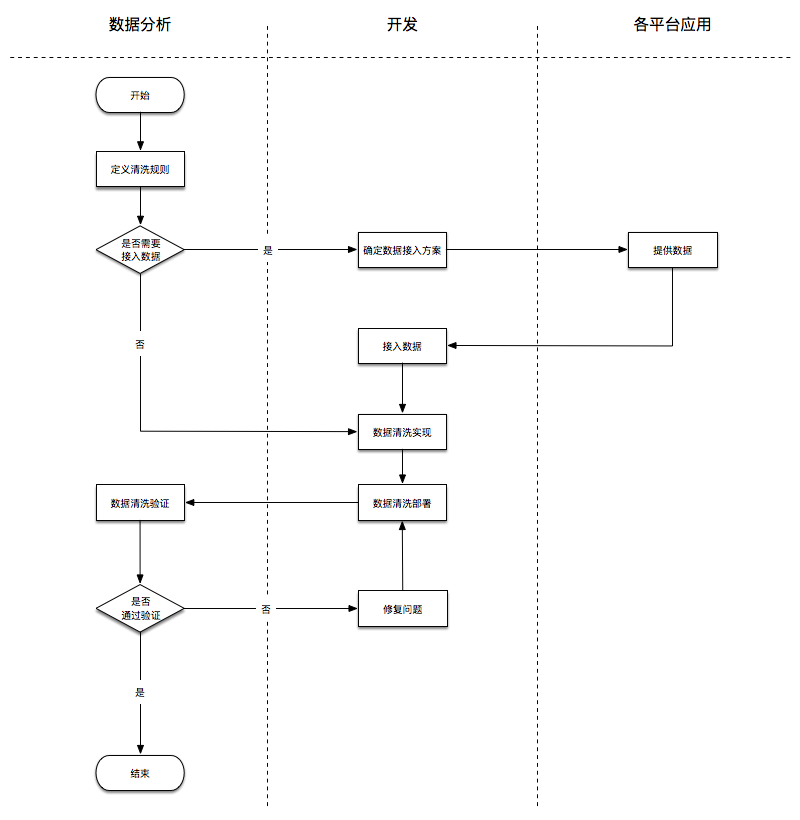 数据分析
开发
各平台应用
开始
定义清洗规则
是否需要
接入数据
是
确定数据接入方案
提供数据
否
接入数据
数据清洗实现
数据清洗验证
数据清洗部署
是否
通过验证
否
修复问题
是
结束